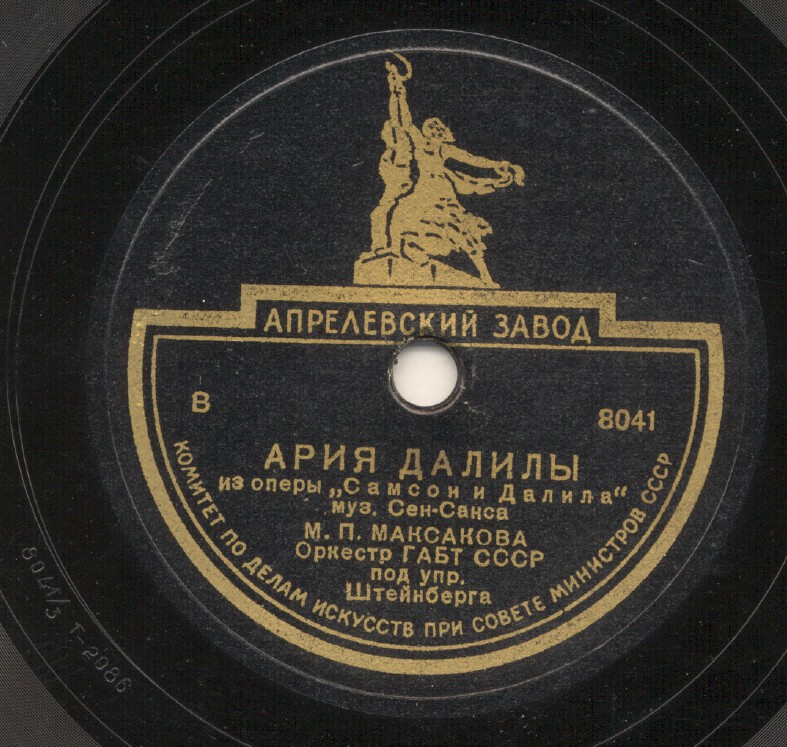 АПРЕЛЕВСКИЙ ЗАВОД
В 8041
АРИЯ ДАЛИЛЫ
из оперы „Самсон и Далила“
муз. Сен-Санса
М. П. МАКСАКОВА
Оркестр ГАБТ СССР
под упр.
Штейнберга
КОМИТЕТ ПО ДЕЛАМ ИСКУССТВ ПРИ СОВЕТЕ МИНИСТРОВ СССР
8041/3 Г-2086